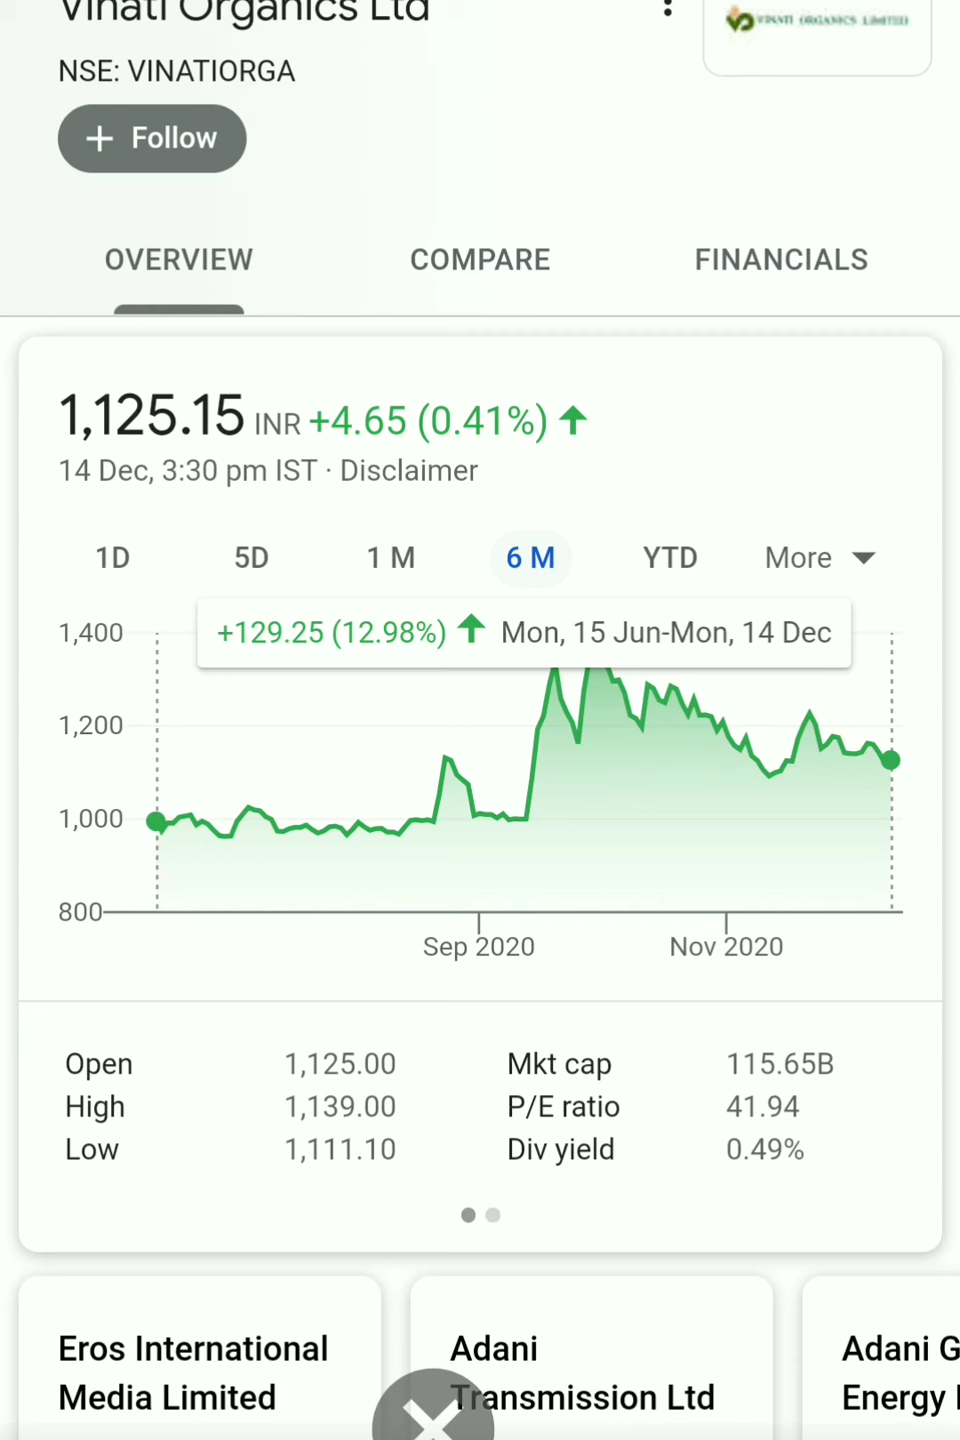 Vinati Organics Ltd
VINATI ORGANICS LIMITED
NSE: VINATIORGA
+ Follow
OVERVIEW COMPARE FINANCIALS
1,125.15 INR +4.65 (0.41%)
14 Dec, 3:30 pm IST · Disclaimer
1D 5D 1 M 6 M YTD More
+129.25 (12.98%) Mon, 15 Jun-Mon, 14 Dec
1,400
1,200
1,000
800
Sep 2020 Nov 2020
Open 1,125.00 Mkt cap 115.65B
High 1,139.00 P/E ratio 41.94
Low 1,111.10 Div yield 0.49%
Eros International
Media Limited
Adani
Transmission Ltd
Adani G
Energy